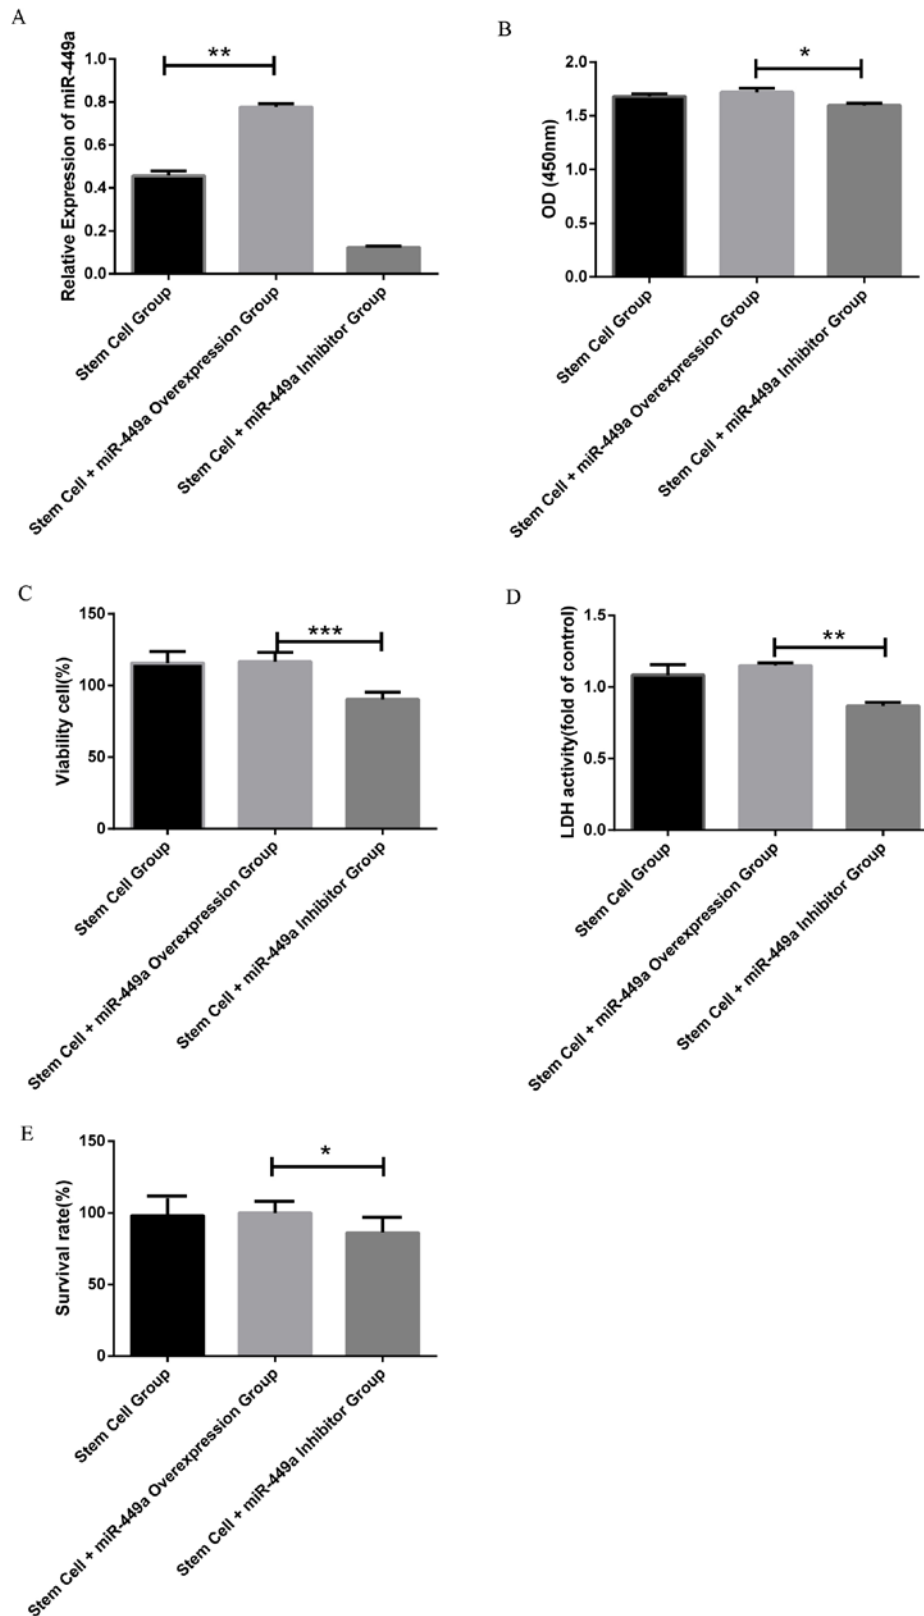 A
Relative Expression of miR-449a
1.0
0.8
0.6
0.4
0.2
0.0
**
Stem Cell Group
Stem Cell + miR-449a Overexpression Group
Stem Cell + miR-449a Inhibitor Group
B
OD (450nm)
2.0
1.5
1.0
0.5
0.0
*
Stem Cell Group
Stem Cell + miR-449a Overexpression Group
Stem Cell + miR-449a Inhibitor Group
C
Viability cell(%)
150
100
50
0
***
Stem Cell Group
Stem Cell + miR-449a Overexpression Group
Stem Cell + miR-449a Inhibitor Group
D
LDH activity(fold of control)
1.5
1.0
0.5
0.0
**
Stem Cell Group
Stem Cell + miR-449a Overexpression Group
Stem Cell + miR-449a Inhibitor Group
E
Survival rate(%)
150
100
50
0
*
Stem Cell Group
Stem Cell + miR-449a Overexpression Group
Stem Cell + miR-449a Inhibitor Group